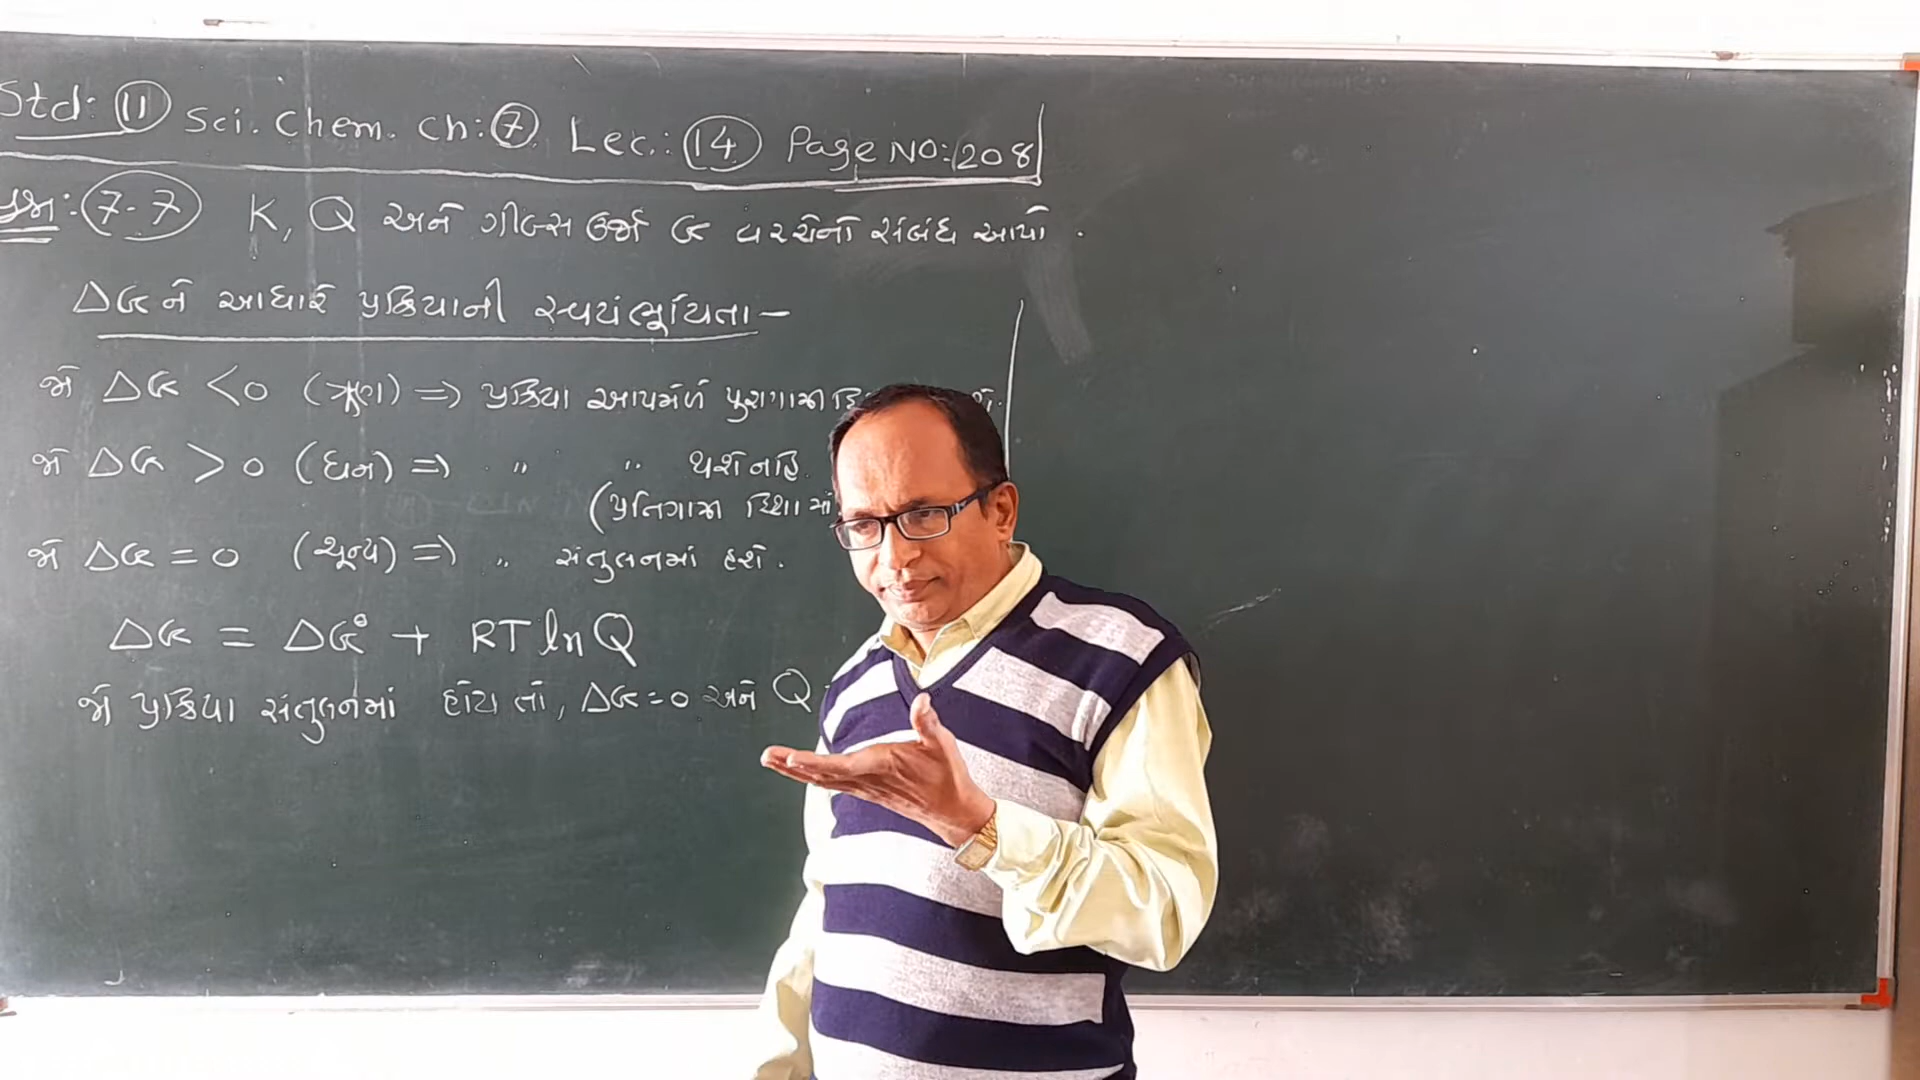 Std: 11 Sci. Chem. Ch: 7 Lec.: 14 Page NO: 208
પ્રશ્ન: 7-7 K, Q અને ગીબ્સ ઉર્જા G વચ્ચેનો સંબંધ આપો.
ΔG ને આધારે પ્રક્રિયાની સ્વયંભૂયિતા -
જો ΔG < 0 (ઋણ) => પ્રક્રિયા આપમેળે પુરોગામી
જો ΔG > 0 (ધન) => " " થશે નહિ.
(પ્રતિગામી દિશામાં
જો ΔG = 0 (શૂન્ય) => " સંતુલનમાં હશે.
ΔG = ΔG° + RT ln Q
જો પ્રક્રિયા સંતુલનમાં હોય તો, ΔG = 0 અને Q